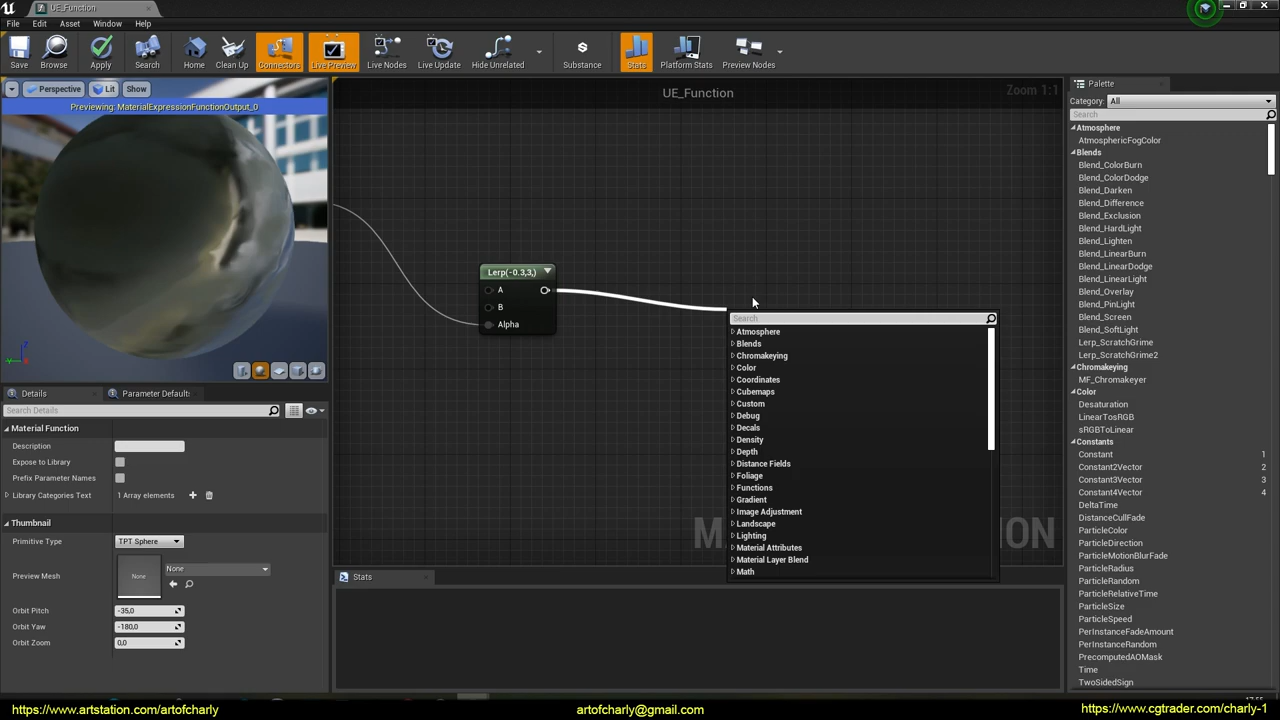 UE_Function
File Edit Asset Window Help
Save Browse Apply Search Home Clean Up Connectors Live Preview Live Nodes Live Update Hide Unrelated Substance Stats Platform Stats Preview Nodes
Perspective Lit Show
Previewing: MaterialExpressionFunctionOutput_0
Details Parameter Default:
Search Details
Material Function
Description
Expose to Library
Prefix Parameter Names
Library Categories Text 1 Array elements
Thumbnail
Primitive Type TPT Sphere
Preview Mesh None None
Orbit Pitch -35,0
Orbit Yaw -180,0
Orbit Zoom 0,0
UE_Function Zoom 1:1
Lerp(-0.3,3,)
A
B
Alpha
Search
Atmosphere
Blends
Chromakeying
Color
Coordinates
Cubemaps
Custom
Debug
Decals
Density
Depth
Distance Fields
Foliage
Functions
Gradient
Image Adjustment
Landscape
Lighting
Material Attributes
Material Layer Blend
Math
Stats
Palette
Category: All
Search
Atmosphere
AtmosphericFogColor
Blends
Blend_ColorBurn
Blend_ColorDodge
Blend_Darken
Blend_Difference
Blend_Exclusion
Blend_HardLight
Blend_Lighten
Blend_LinearBurn
Blend_LinearDodge
Blend_LinearLight
Blend_Overlay
Blend_PinLight
Blend_Screen
Blend_SoftLight
Lerp_ScratchGrime
Lerp_ScratchGrime2
Chromakeying
MF_Chromakeyer
Color
Desaturation
LinearTosRGB
sRGBToLinear
Constants
Constant 1
Constant2Vector 2
Constant3Vector 3
Constant4Vector 4
DeltaTime
DistanceCullFade
ParticleColor
ParticleDirection
ParticleMotionBlurFade
ParticleRadius
ParticleRandom
ParticleRelativeTime
ParticleSize
ParticleSpeed
PerInstanceFadeAmount
PerInstanceRandom
PrecomputedAOMask
Time
TwoSidedSign
https://www.artstation.com/artofcharly artofcharly@gmail.com https://www.cgtrader.com/charly-1